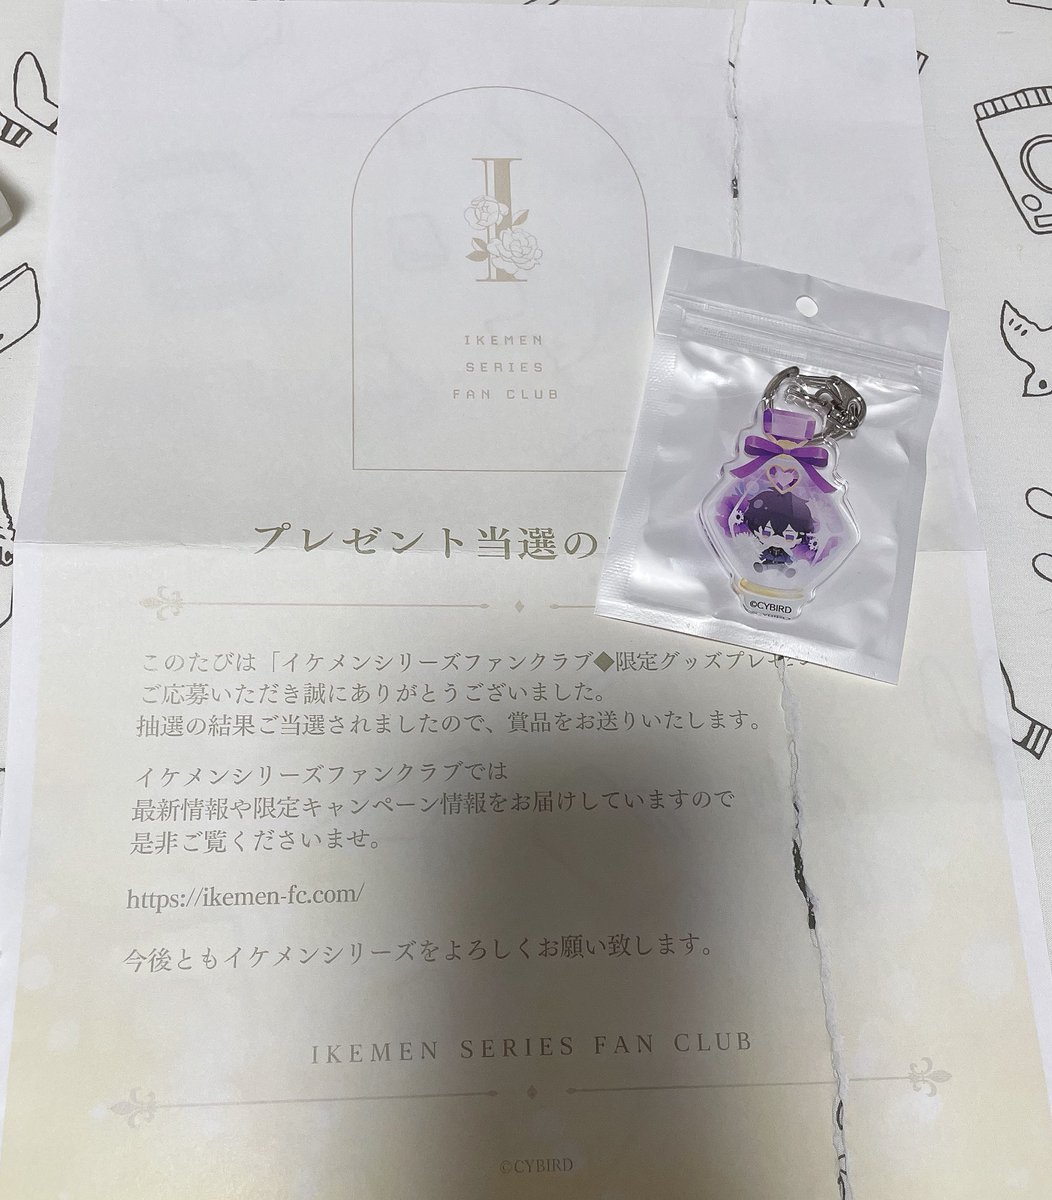 I
IKEMEN
SERIES
FAN CLUB
プレゼント当選の
©CYBIRD
このたびは「イケメンシリーズファンクラブ◆限定グッズプレゼ
ご応募いただき誠にありがとうございました。
抽選の結果ご当選されましたので、賞品をお送りいたします。
イケメンシリーズファンクラブでは
最新情報や限定キャンペーン情報をお届けしていますので
是非ご覧くださいませ。
https://ikemen-fc.com/
今後ともイケメンシリーズをよろしくお願い致します。
IKEMEN SERIES FAN CLUB
©CYBIRD